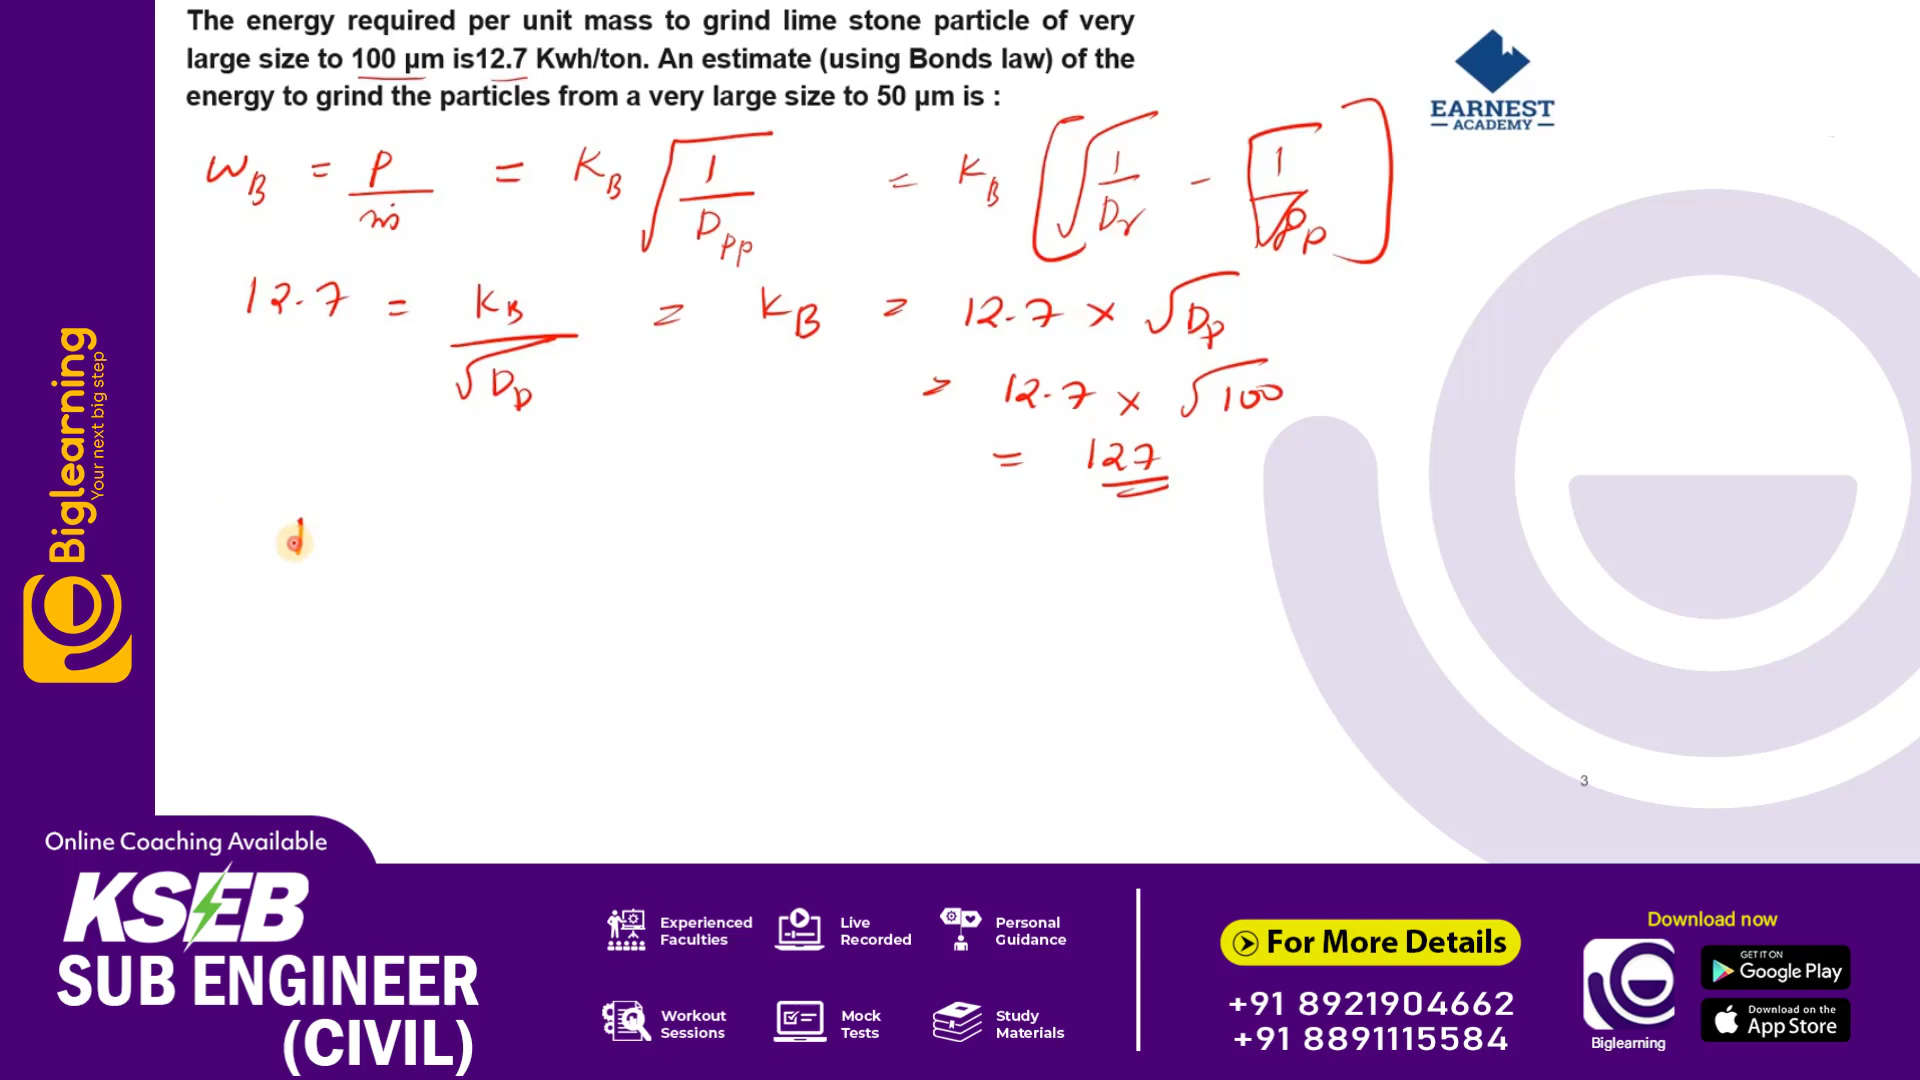 The energy required per unit mass to grind lime stone particle of very
large size to 100 µm is12.7 Kwh/ton. An estimate (using Bonds law) of the
energy to grind the particles from a very large size to 50 µm is :
EARNEST
ACADEMY
W_B = P/ṁ = K_B √(1/D_pp) = K_B [√(1/D_r) - √(1/D_p)]
12.7 = K_B/√D_p = K_B = 12.7 × √D_p
= 12.7 × √100
= 127
Biglearning
Your next big step
3
Online Coaching Available
KSEB
SUB ENGINEER
(CIVIL)
Experienced
Faculties
Live
Recorded
Personal
Guidance
Workout
Sessions
Mock
Tests
Study
Materials
For More Details
+91 8921904662
+91 8891115584
Download now
Biglearning
GET IT ON
Google Play
Download on the
App Store